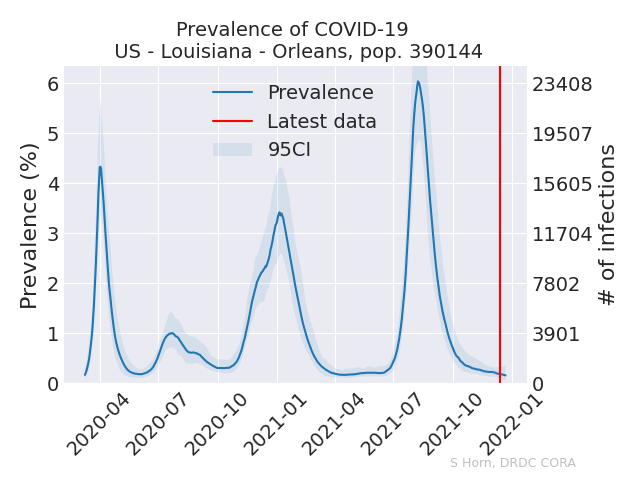 Prevalence of COVID-19
US - Louisiana - Orleans, pop. 390144
Prevalence
Latest data
95CI
Prevalence (%)
6
5
4
3
2
1
0
23408
19507
15605
11704
7802
3901
0
# of infections
2020-04
2020-07
2020-10
2021-01
2021-04
2021-07
2021-10
2022-01
S Horn, DRDC CORA